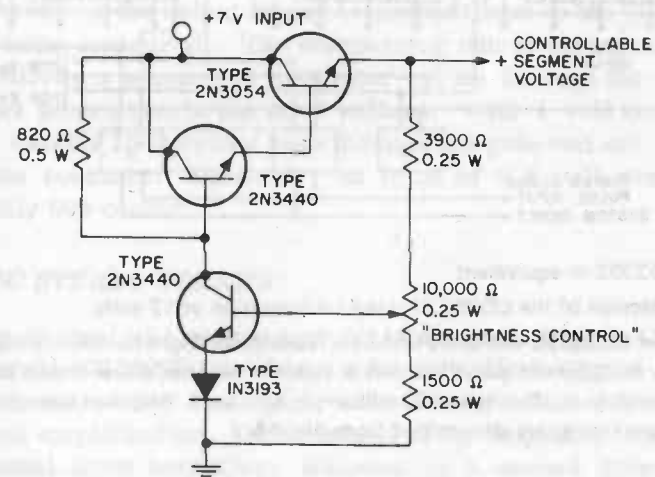 +7 V INPUT
TYPE
2N3054
+ CONTROLLABLE
SEGMENT
VOLTAGE
820 Ω
0.5 W
3900 Ω
0.25 W
TYPE
2N3440
TYPE
2N3440
10,000 Ω
0.25 W
"BRIGHTNESS CONTROL"
TYPE
1N3193
1500 Ω
0.25 W